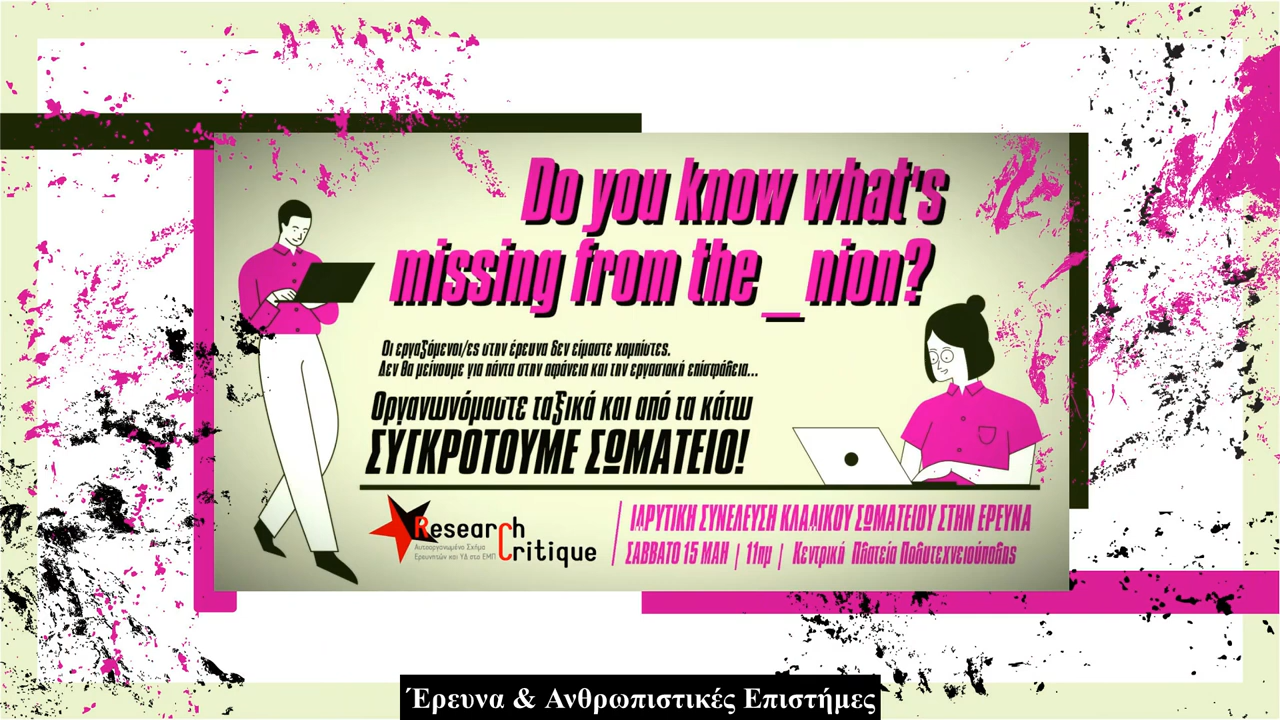 Do you know what's
missing from the _nion?
Οι εργαζόμενοι/ες στην έρευνα δεν είμαστε χομπίστες.
Δεν θα μείνουμε για πάντα στην αφάνεια και την εργασιακή επισφάλεια...
Οργανωνόμαστε ταξικά και από τα κάτω
ΣΥΓΚΡΟΤΟΥΜΕ ΣΩΜΑΤΕΙΟ!
Research
Critique
Αυτοοργανωμένο Σχήμα
Ερευνητών και ΥΔ στο ΕΜΠ
ΙΔΡΥΤΙΚΗ ΣΥΝΕΛΕΥΣΗ ΚΛΑΔΙΚΟΥ ΣΩΜΑΤΕΙΟΥ ΣΤΗΝ ΕΡΕΥΝΑ
ΣΑΒΒΑΤΟ 15 ΜΑΗ | 11πμ | Κεντρική Πλατεία Πολυτεχνειούπολης
Έρευνα & Ανθρωπιστικές Επιστήμες